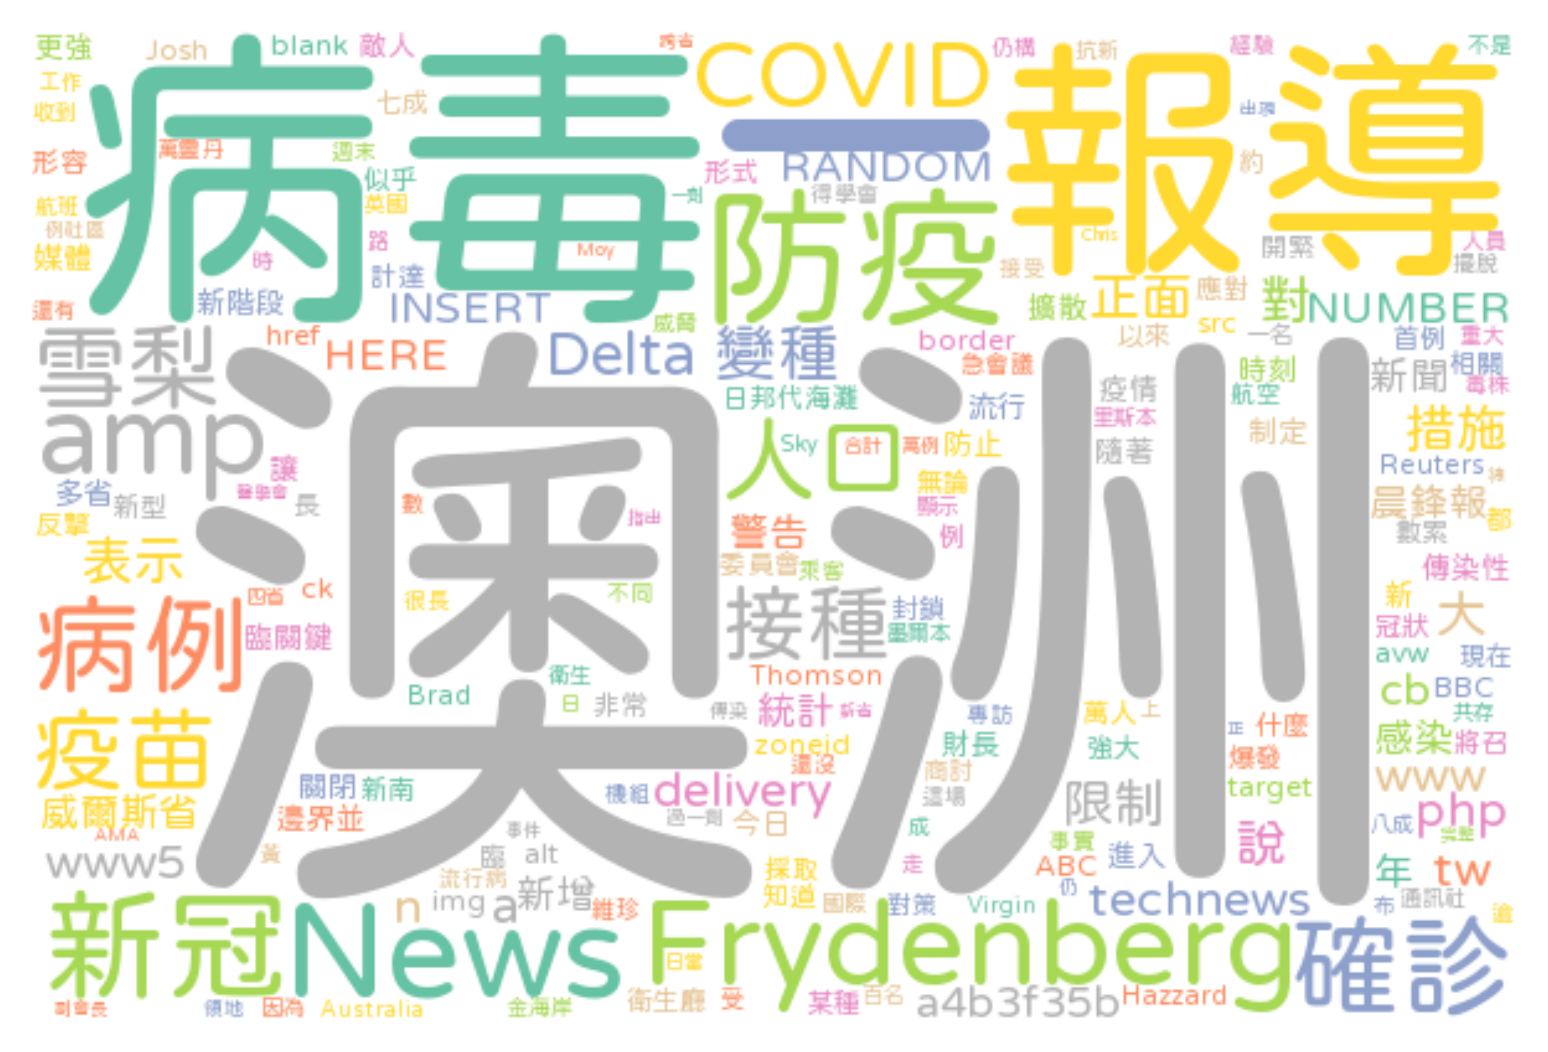 更強 Josh blank 敵人 跨省 COVID 仍構 抗新 經驗 不是
工作 病毒 報導
收到 七成 出現
形容 萬靈丹 週末 似乎 形式 RANDOM 約
航班 英國 一劑 得學會
例社區 路 防疫 Chris 開緊 人員
媒體 時 計達 Moy 接受 擺脫
還有 新階段 INSERT 威爾 擴散 正面 應對 對 NUMBER
雪梨 href HERE Delta 變種 border 以來 src 一名 首例 重大
急會議 時刻 新聞 相關
日邦代海灘 流行 疫情 航空 毒株
amp 人口 Sky 合計 萬例 防止 里斯本 制定 措施
讓 隨著 Reuters
多省 新型 醫學會 長 數 無論 顯示 晨鋒報 都
反擊 指出 警告 例 數累
表示 委員會 乘客 傳染性
四省 ck 很長 不同 接種 封鎖 新 大
病例 臨關鍵 墨爾本 冠狀
澳洲
衛生 Thomson avw 現在
Brad 日 非常 傳染 統計 新省 專訪 萬人 上 cb BBC
疫苗 zoneid 財長 強大 正 什麼 共存
還沒 商討 爆發 感染 將召
關閉 新南 機組 delivery 這場 限制 target www
威爾斯省 邊界並 過一劑 今日 成 八成 php
AMA 事件 事實 說 完整
www5 黃 臨 alt 採取 走 ABC 進入 年 tw
流行病 img a 新增 知道 國際 對策 Virgin 仍 technews 布 通訊社
n 維珍
新冠 News Frydenberg 確診
日當
副會長 領地 因為 Australia 金海岸 衛生廳 受 某種 百名 a4b3f35b Hazzard